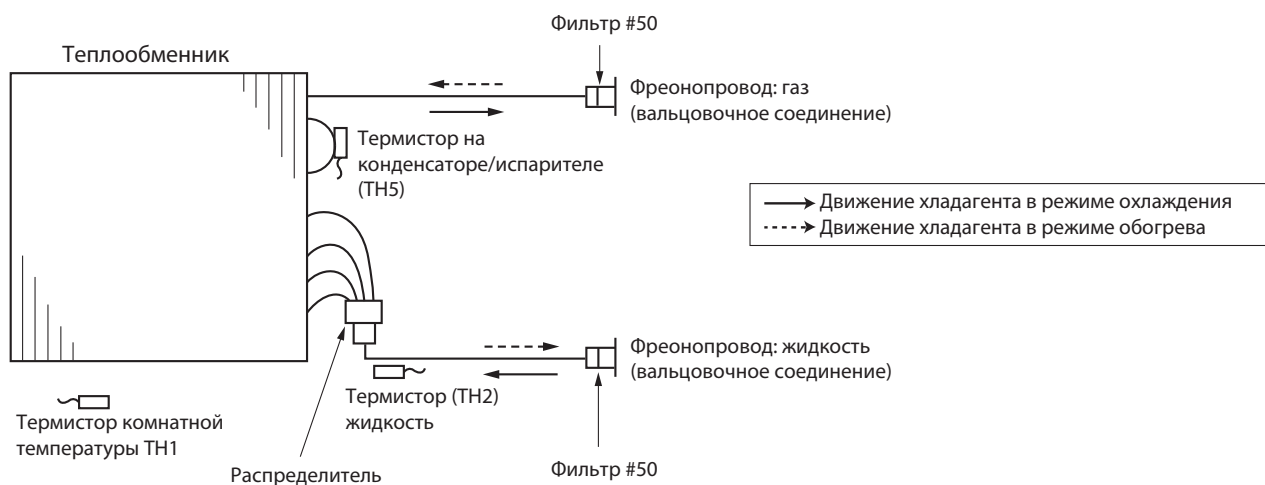 Фильтр #50
Теплообменник
Фреонопровод: газ
(вальцовочное соединение)
Термистор на
конденсаторе/испарителе
(TH5)
Движение хладагента в режиме охлаждения
Движение хладагента в режиме обогрева
Фреонопровод: жидкость
(вальцовочное соединение)
Термистор (TH2)
жидкость
Термистор комнатной
температуры TH1
Распределитель
Фильтр #50